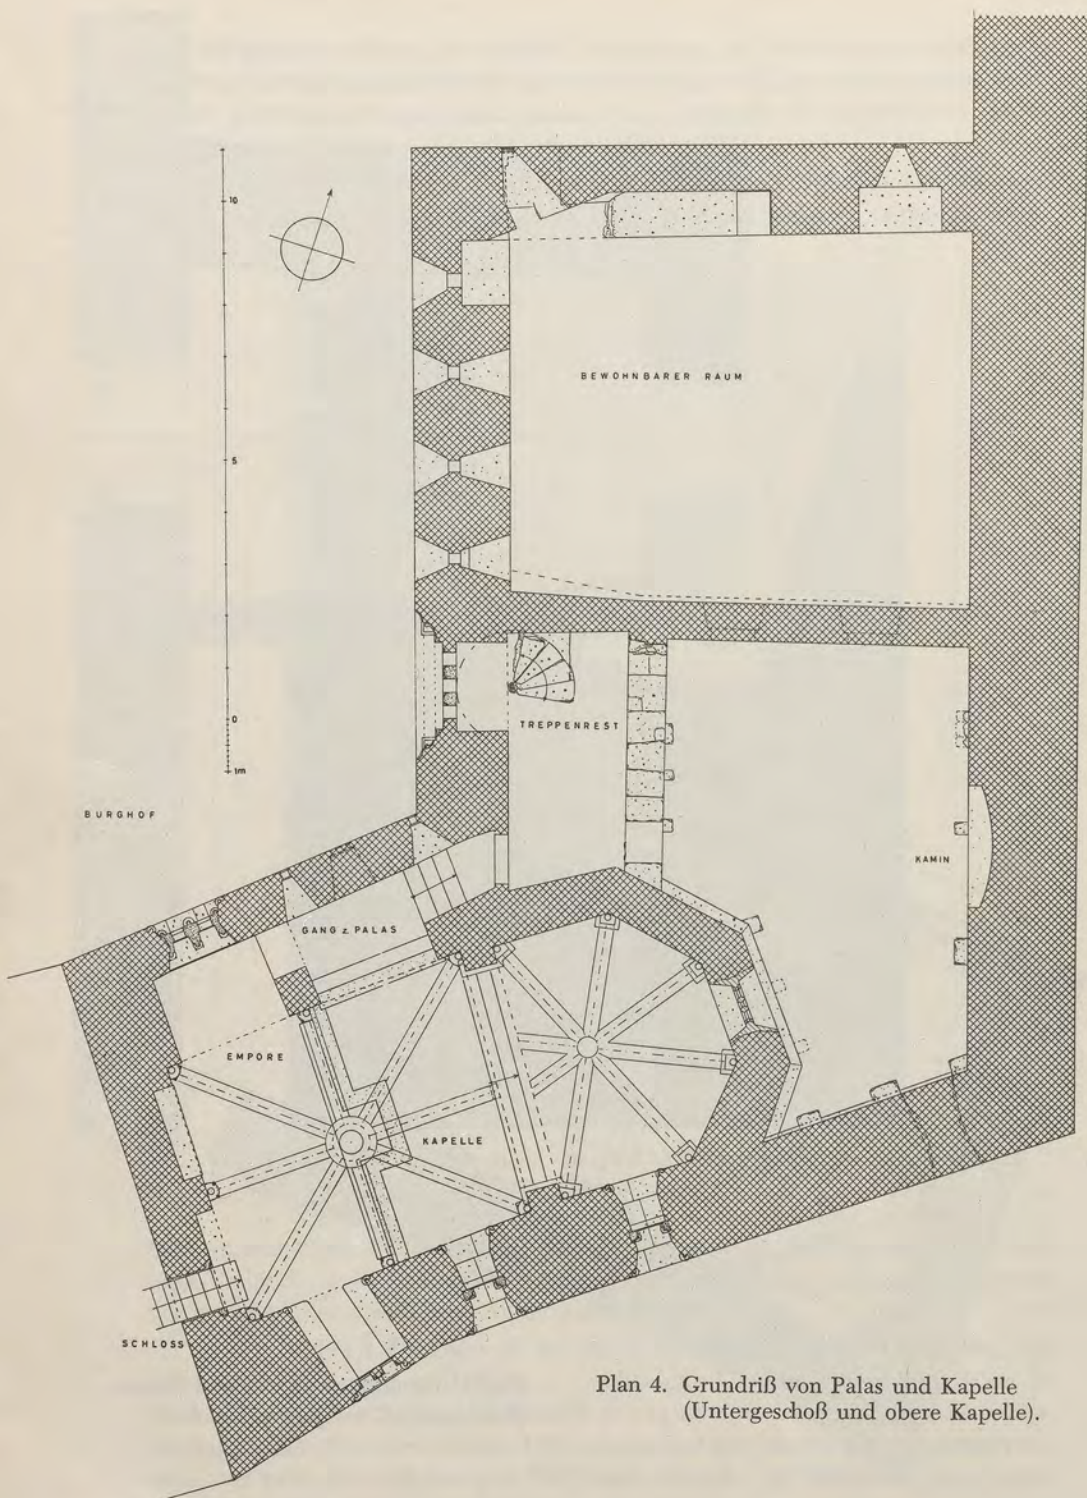 10
BEWOHNBARER RAUM
5
TREPPENREST
0
1m
BURGHOF
KAMIN
GANG z. PALAS
EMPORE
KAPELLE
SCHLOSS
Plan 4. Grundriß von Palas und Kapelle
(Untergeschoß und obere Kapelle).